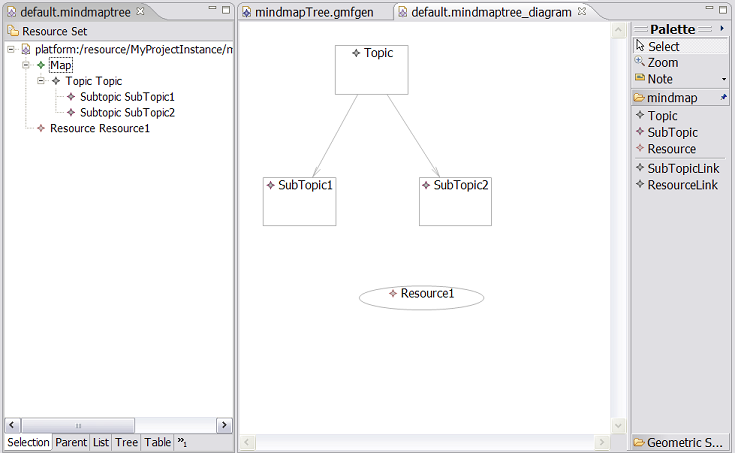 default.mindmaptree
Resource Set
platform:/resource/MyProjectInstance/m
Map
Topic Topic
Subtopic SubTopic1
Subtopic SubTopic2
Resource Resource1
Selection Parent List Tree Table »1
mindmapTree.gmfgen default.mindmaptree_diagram
Topic
SubTopic1 SubTopic2
Resource1
Palette
Select
Zoom
Note
mindmap
Topic
SubTopic
Resource
SubTopicLink
ResourceLink
Geometric S...